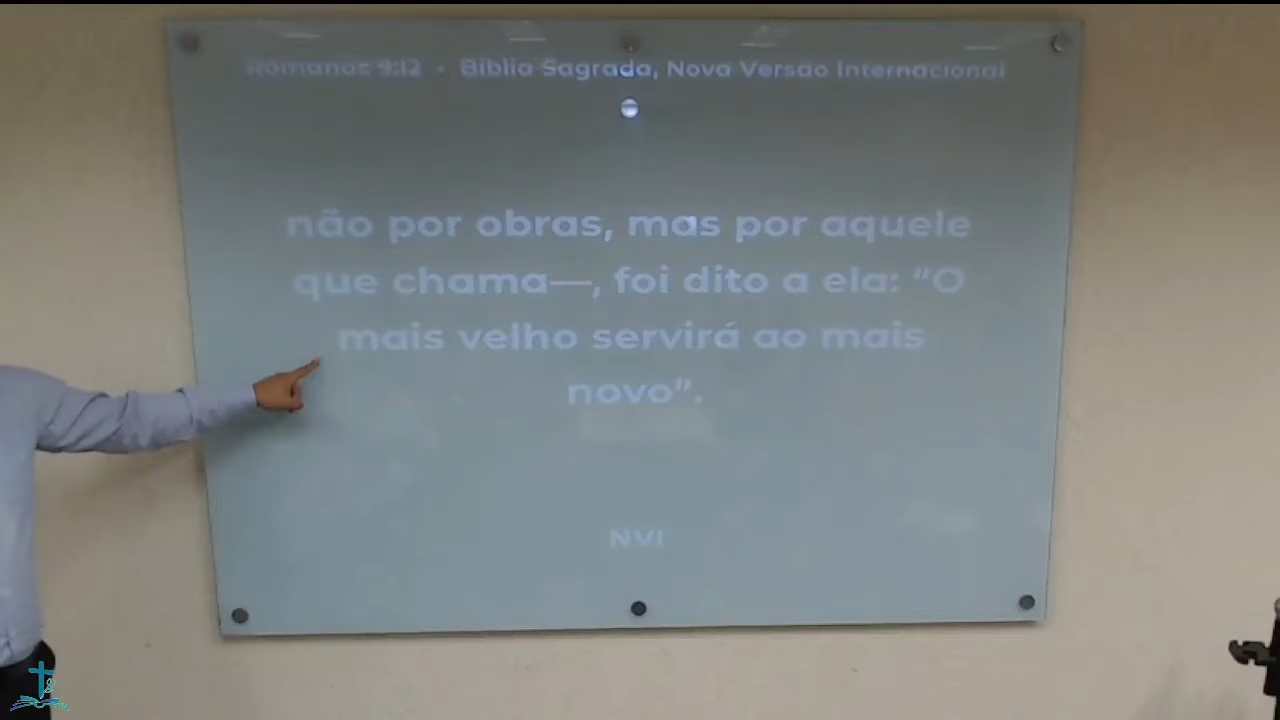 Romanos 9:12 - Bíblia Sagrada, Nova Versão Internacional
não por obras, mas por aquele
que chama—, foi dito a ela: “O
mais velho servirá ao mais
novo”.
NVI